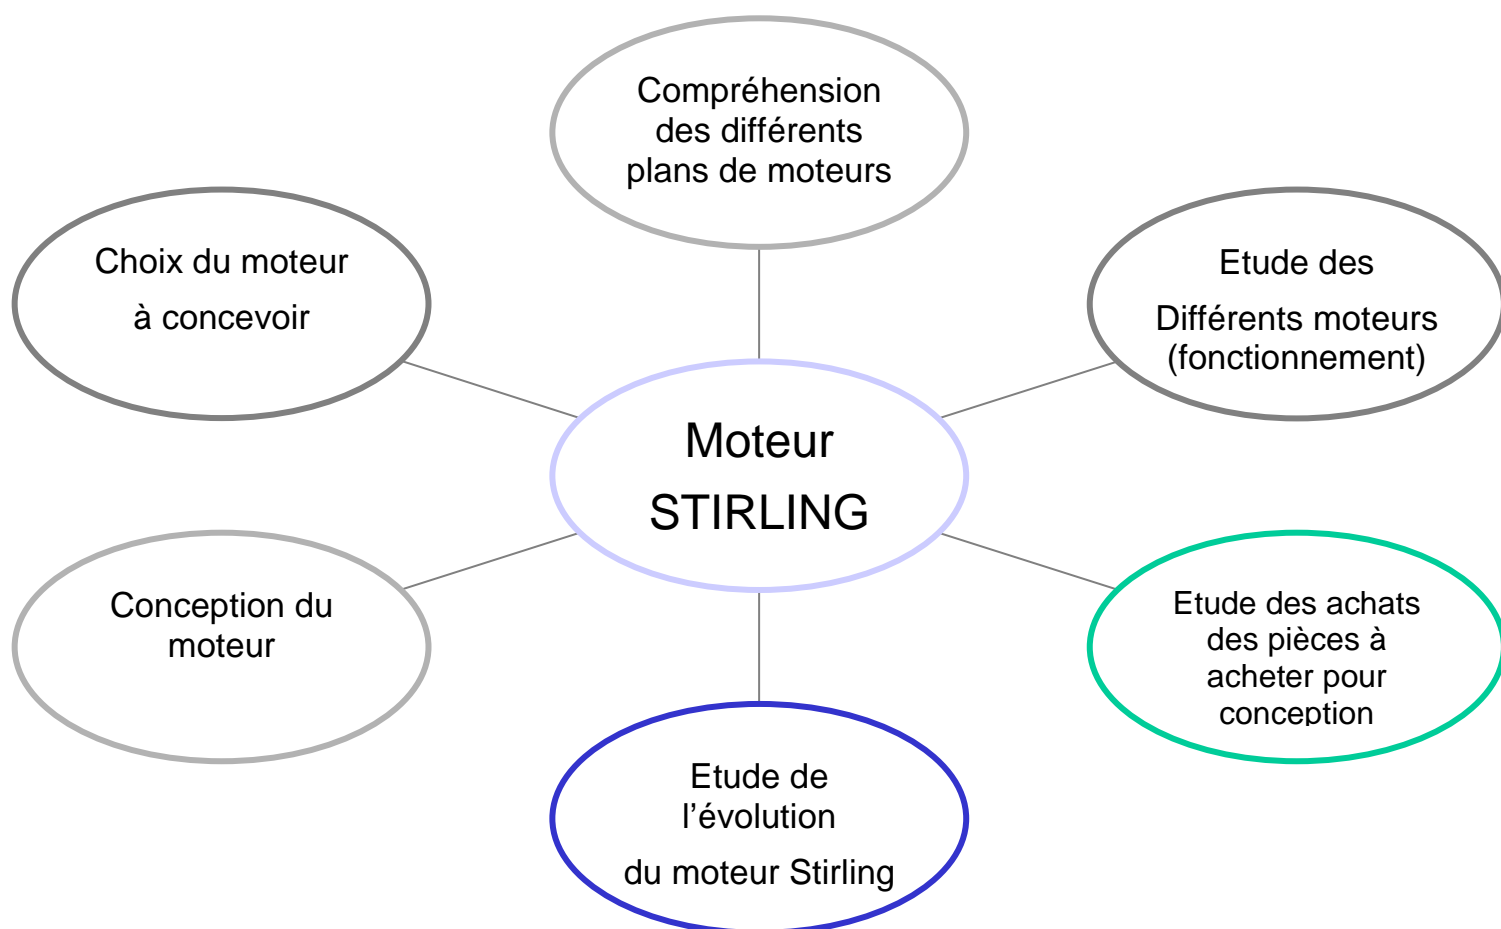 Compréhension
des différents
plans de moteurs
Choix du moteur
à concevoir
Etude des
Différents moteurs
(fonctionnement)
Moteur
STIRLING
Conception du
moteur
Etude des achats
des pièces à
acheter pour
conception
Etude de
l’évolution
du moteur Stirling